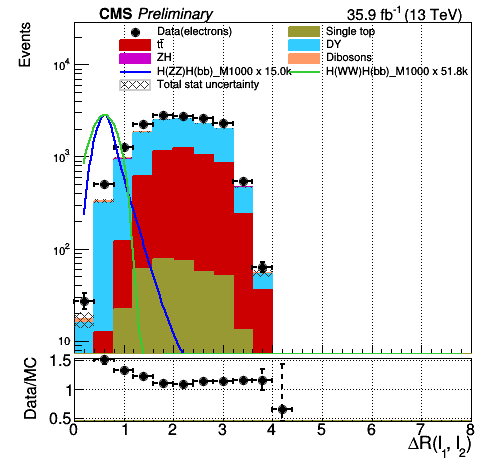 CMS Preliminary 35.9 fb⁻¹ (13 TeV)
Data(electrons) Single top
tt̄ DY
ZH Dibosons
H(ZZ)H(bb)_M1000 x 15.0k H(WW)H(bb)_M1000 x 51.8k
Total stat uncertainty
Events
10⁴
10³
10²
10
Data/MC
1.5
1.0
0.5
0 1 2 3 4 5 6 7 8
ΔR(l₁, l₂)